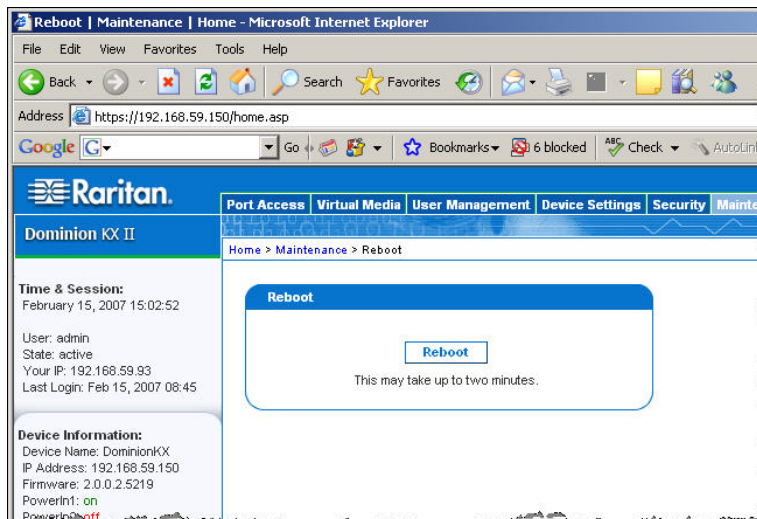 Reboot | Maintenance | Home - Microsoft Internet Explorer
File Edit View Favorites Tools Help
Back Search Favorites
Address https://192.168.59.150/home.asp
Google G Go Bookmarks 6 blocked ABC Check AutoLin
Raritan.
Port Access Virtual Media User Management Device Settings Security Mainte
Dominion KX II
Home > Maintenance > Reboot
Time & Session:
February 15, 2007 15:02:52
User: admin
State: active
Your IP: 192.168.59.93
Last Login: Feb 15, 2007 08:45
Reboot
Reboot
This may take up to two minutes.
Device Information:
Device Name: DominionKX
IP Address: 192.168.59.150
Firmware: 2.0.0.2.5219
PowerIn1: on
off